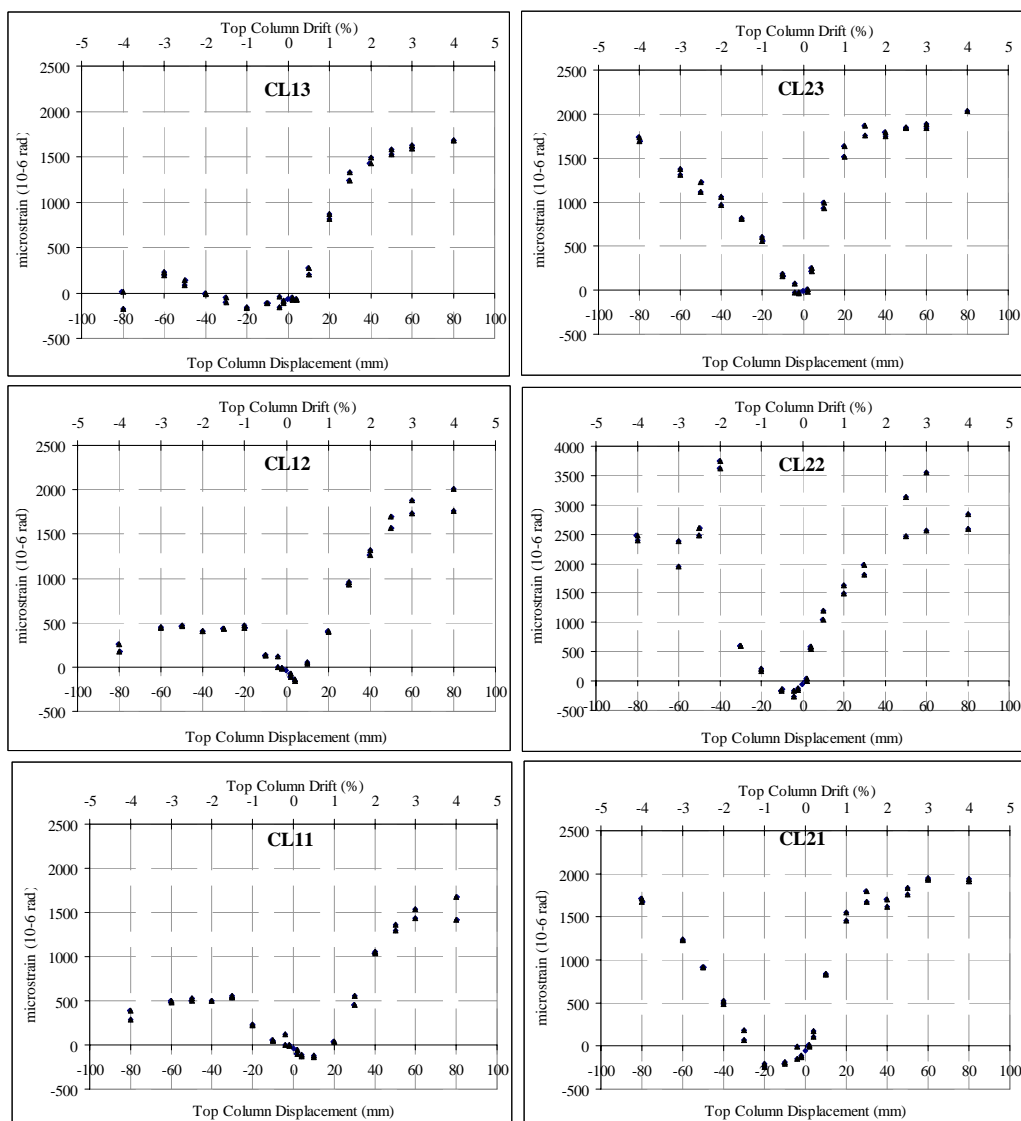 Top Column Drift (%)
-5 -4 -3 -2 -1 0 1 2 3 4 5
CL13
2500
2000
1500
1000
500
0
-500
microstrain (10-6 rad)
-100 -80 -60 -40 -20 0 20 40 60 80 100
Top Column Displacement (mm)
Top Column Drift (%)
-5 -4 -3 -2 -1 0 1 2 3 4 5
CL23
2500
2000
1500
1000
500
0
-500
microstrain (10-6 rad)
-100 -80 -60 -40 -20 0 20 40 60 80 100
Top Column Displacement (mm)
Top Column Drift (%)
-5 -4 -3 -2 -1 0 1 2 3 4 5
CL12
2500
2000
1500
1000
500
0
-500
microstrain (10-6 rad)
-100 -80 -60 -40 -20 0 20 40 60 80 100
Top Column Displacement (mm)
Top Column Drift (%)
-5 -4 -3 -2 -1 0 1 2 3 4 5
CL22
4000
3500
3000
2500
2000
1500
1000
500
0
-500
microstrain (10-6 rad)
-100 -80 -60 -40 -20 0 20 40 60 80 100
Top Column Displacement (mm)
Top Column Drift (%)
-5 -4 -3 -2 -1 0 1 2 3 4 5
CL11
2500
2000
1500
1000
500
0
-500
microstrain (10-6 rad)
-100 -80 -60 -40 -20 0 20 40 60 80 100
Top Column Displacement (mm)
Top Column Drift (%)
-5 -4 -3 -2 -1 0 1 2 3 4 5
CL21
2500
2000
1500
1000
500
0
-500
microstrain (10-6 rad)
-100 -80 -60 -40 -20 0 20 40 60 80 100
Top Column Displacement (mm)